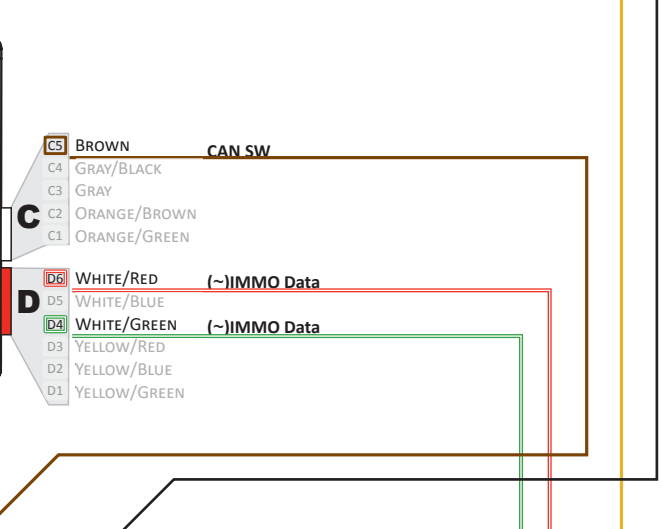 C5 BROWN CAN SW
C4 GRAY/BLACK
C3 GRAY
C
C2 ORANGE/BROWN
C1 ORANGE/GREEN
D6 WHITE/RED (~)IMMO Data
D
D5 WHITE/BLUE
D4 WHITE/GREEN (~)IMMO Data
D3 YELLOW/RED
D2 YELLOW/BLUE
D1 YELLOW/GREEN